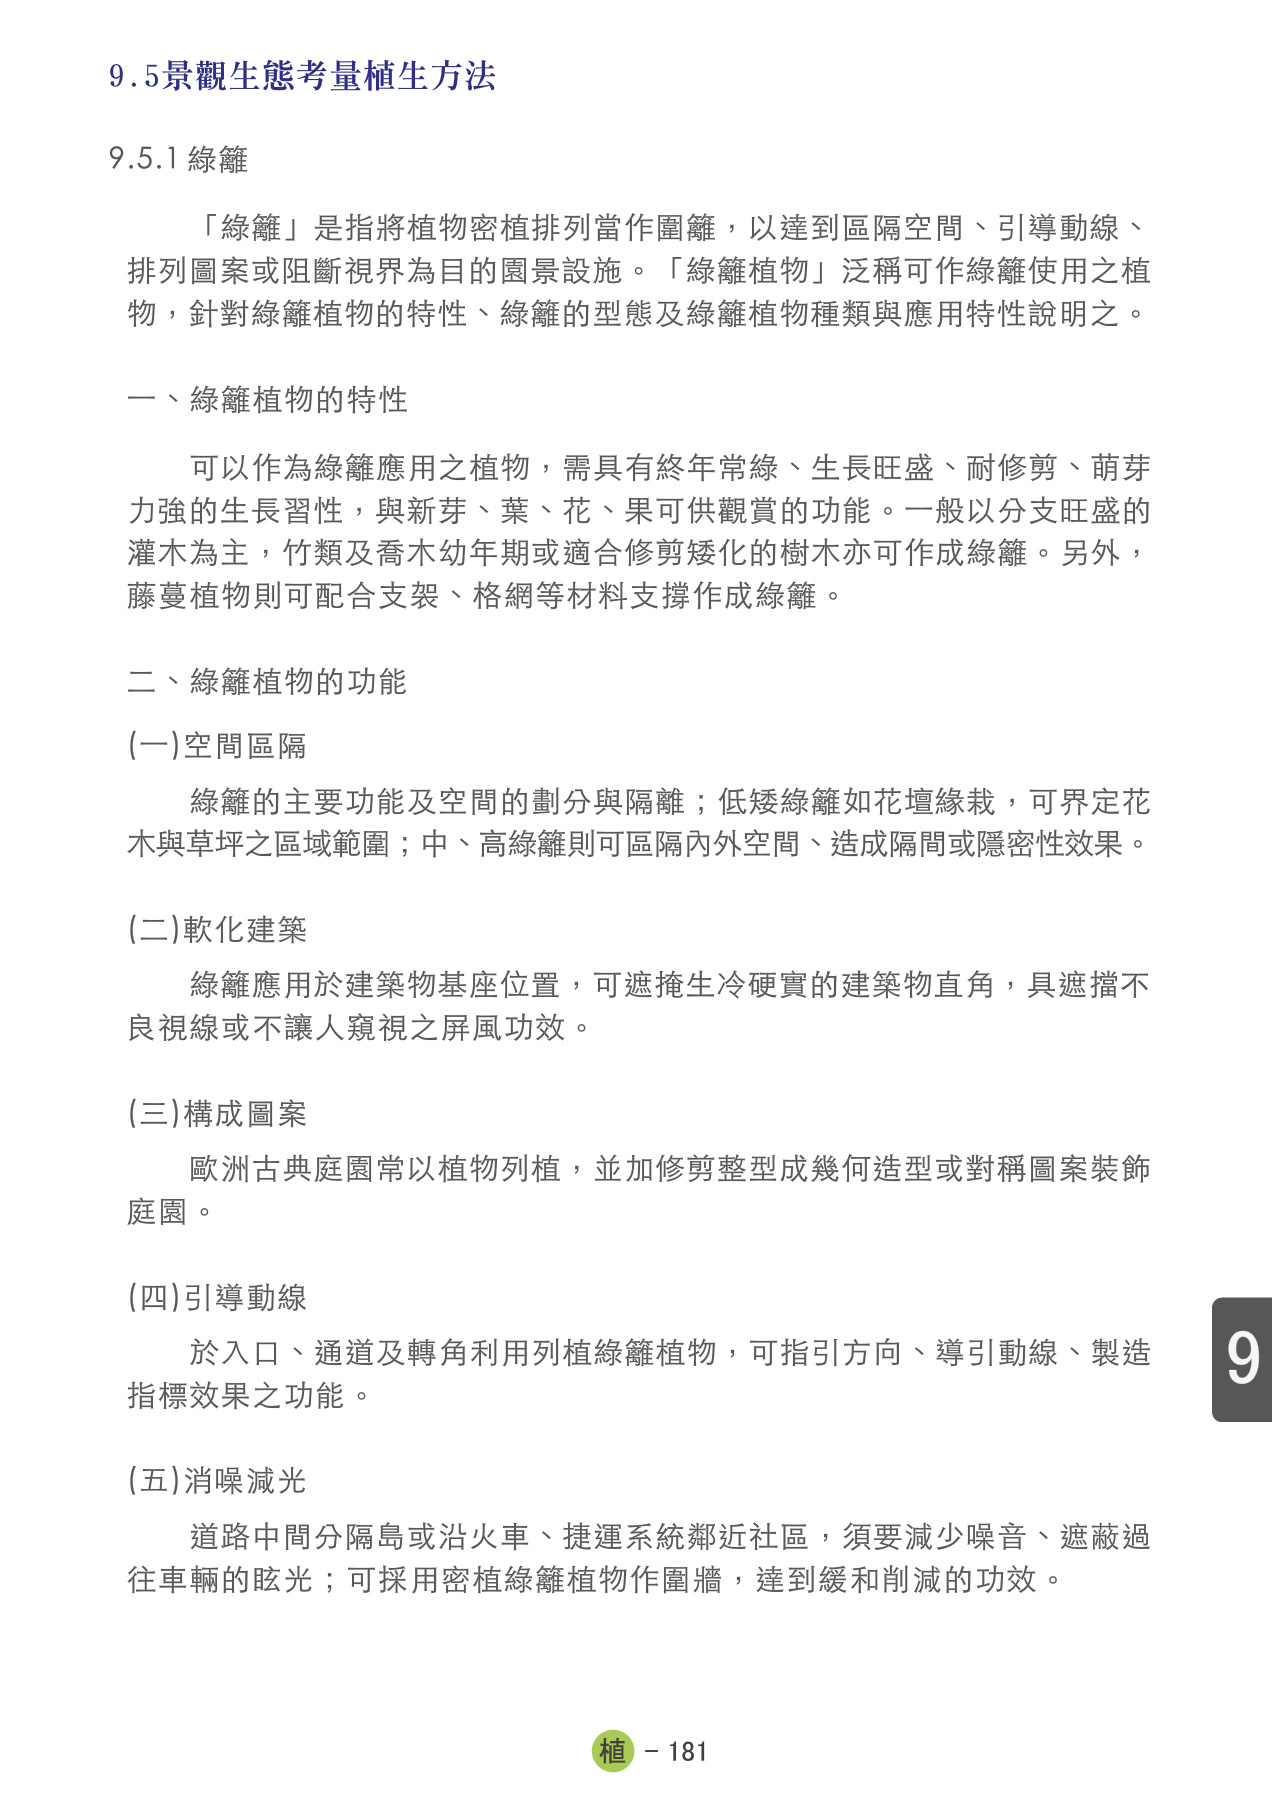 9.5景觀生態考量植生方法
9.5.1 綠籬
「綠籬」是指將植物密植排列當作圍籬，以達到區隔空間、引導動線、
排列圖案或阻斷視界為目的園景設施。「綠籬植物」泛稱可作綠籬使用之植
物，針對綠籬植物的特性、綠籬的型態及綠籬植物種類與應用特性說明之。
一、綠籬植物的特性
可以作為綠籬應用之植物，需具有終年常綠、生長旺盛、耐修剪、萌芽
力強的生長習性，與新芽、葉、花、果可供觀賞的功能。一般以分支旺盛的
灌木為主，竹類及喬木幼年期或適合修剪矮化的樹木亦可作成綠籬。另外，
藤蔓植物則可配合支架、格網等材料支撐作成綠籬。
二、綠籬植物的功能
(一)空間區隔
綠籬的主要功能及空間的劃分與隔離；低矮綠籬如花壇緣栽，可界定花
木與草坪之區域範圍；中、高綠籬則可區隔內外空間、造成隔間或隱密性效果。
(二)軟化建築
綠籬應用於建築物基座位置，可遮掩生冷硬實的建築物直角，具遮擋不
良視線或不讓人窺視之屏風功效。
(三)構成圖案
歐洲古典庭園常以植物列植，並加修剪整型成幾何造型或對稱圖案裝飾
庭園。
(四)引導動線
於入口、通道及轉角利用列植綠籬植物，可指引方向、導引動線、製造
指標效果之功能。
(五)消噪減光
道路中間分隔島或沿火車、捷運系統鄰近社區，須要減少噪音、遮蔽過
往車輛的眩光；可採用密植綠籬植物作圍牆，達到緩和削減的功效。
9
植 – 181